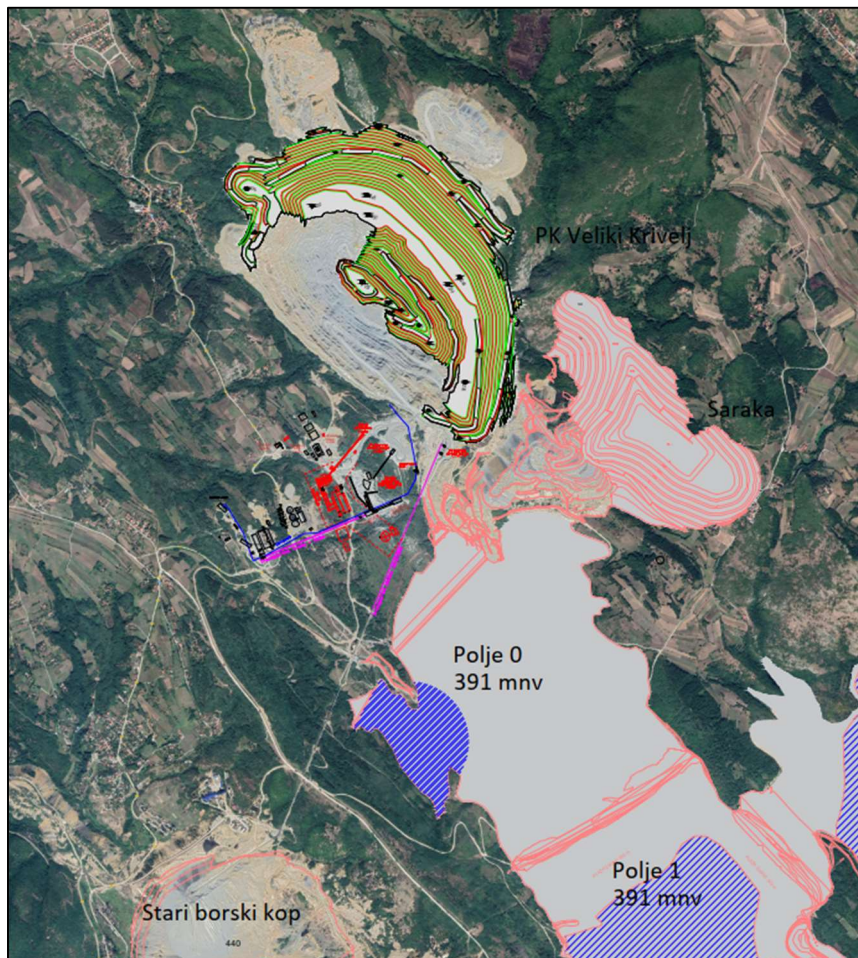 PK Veliki Krivelj
Saraka
Polje 0
391 mnv
Polje 1
391 mnv
Stari borski kop
440